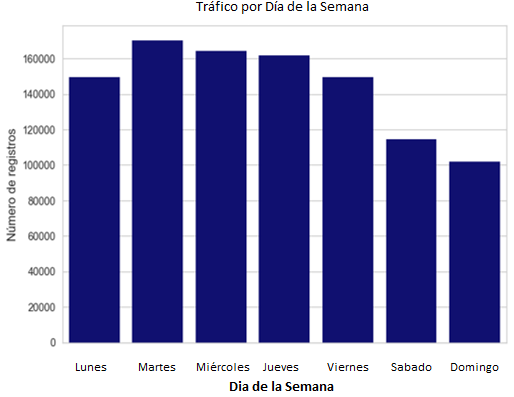 Tráfico por Día de la Semana
Número de registros
160000
140000
120000
100000
80000
60000
40000
20000
0
Lunes Martes Miércoles Jueves Viernes Sabado Domingo
Dia de la Semana